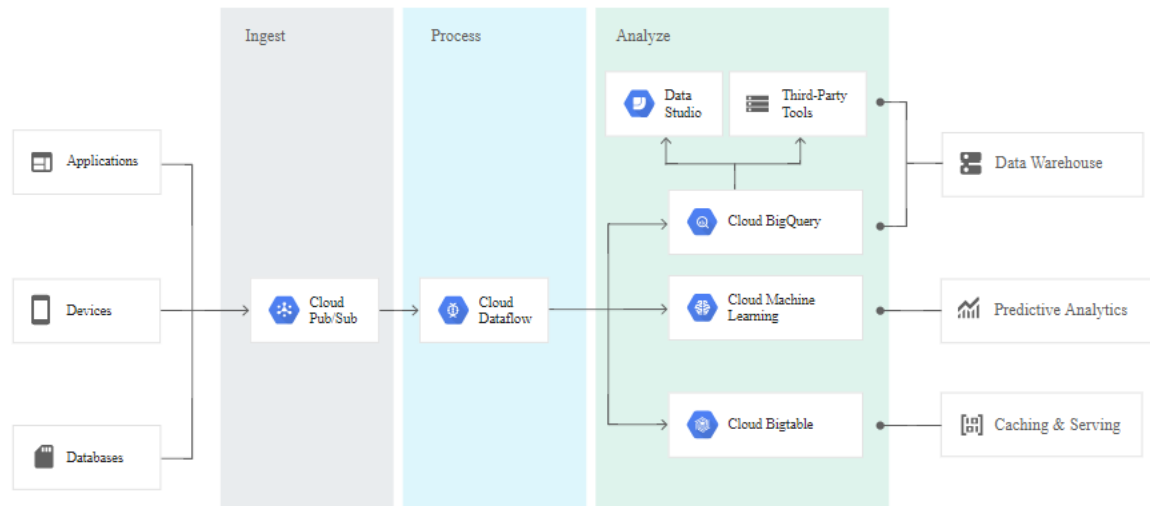 Ingest
Process
Analyze
Data
Studio
Third-Party
Tools
Applications
Data Warehouse
Cloud BigQuery
Devices
Cloud
Pub/Sub
Cloud
Dataflow
Cloud Machine
Learning
Predictive Analytics
Cloud Bigtable
Caching & Serving
Databases